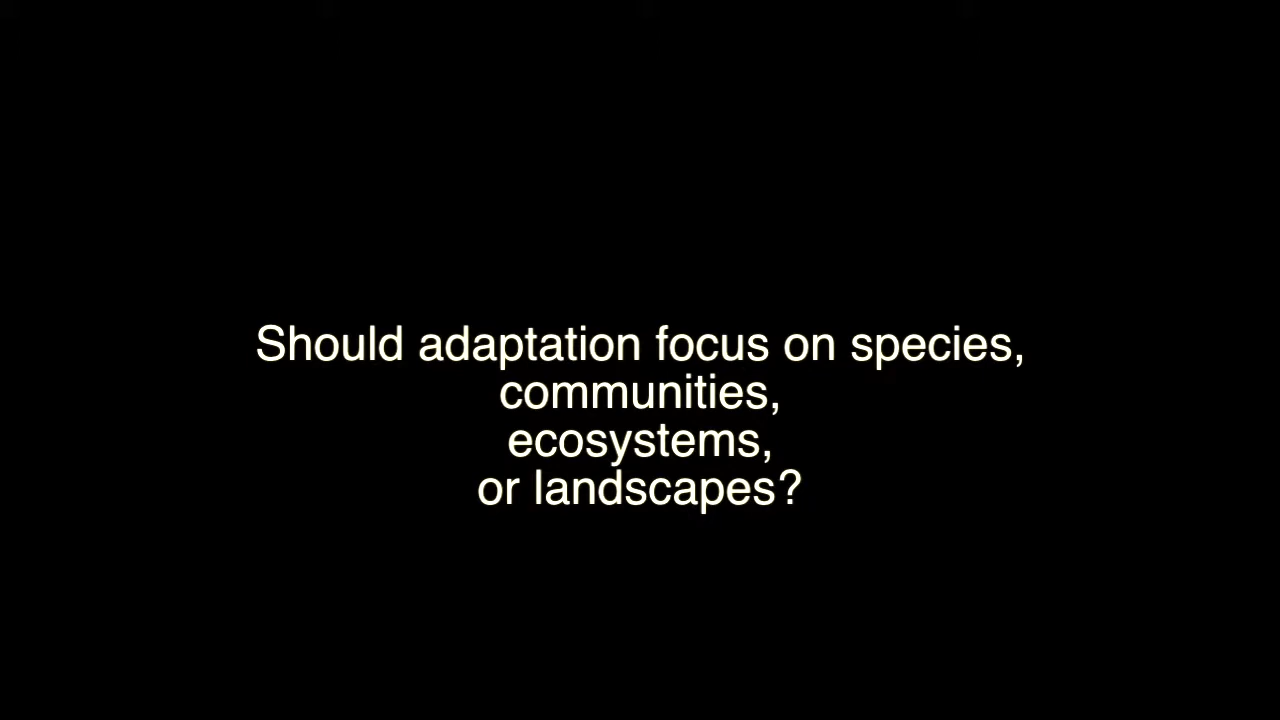 Should adaptation focus on species,
communities,
ecosystems,
or landscapes?